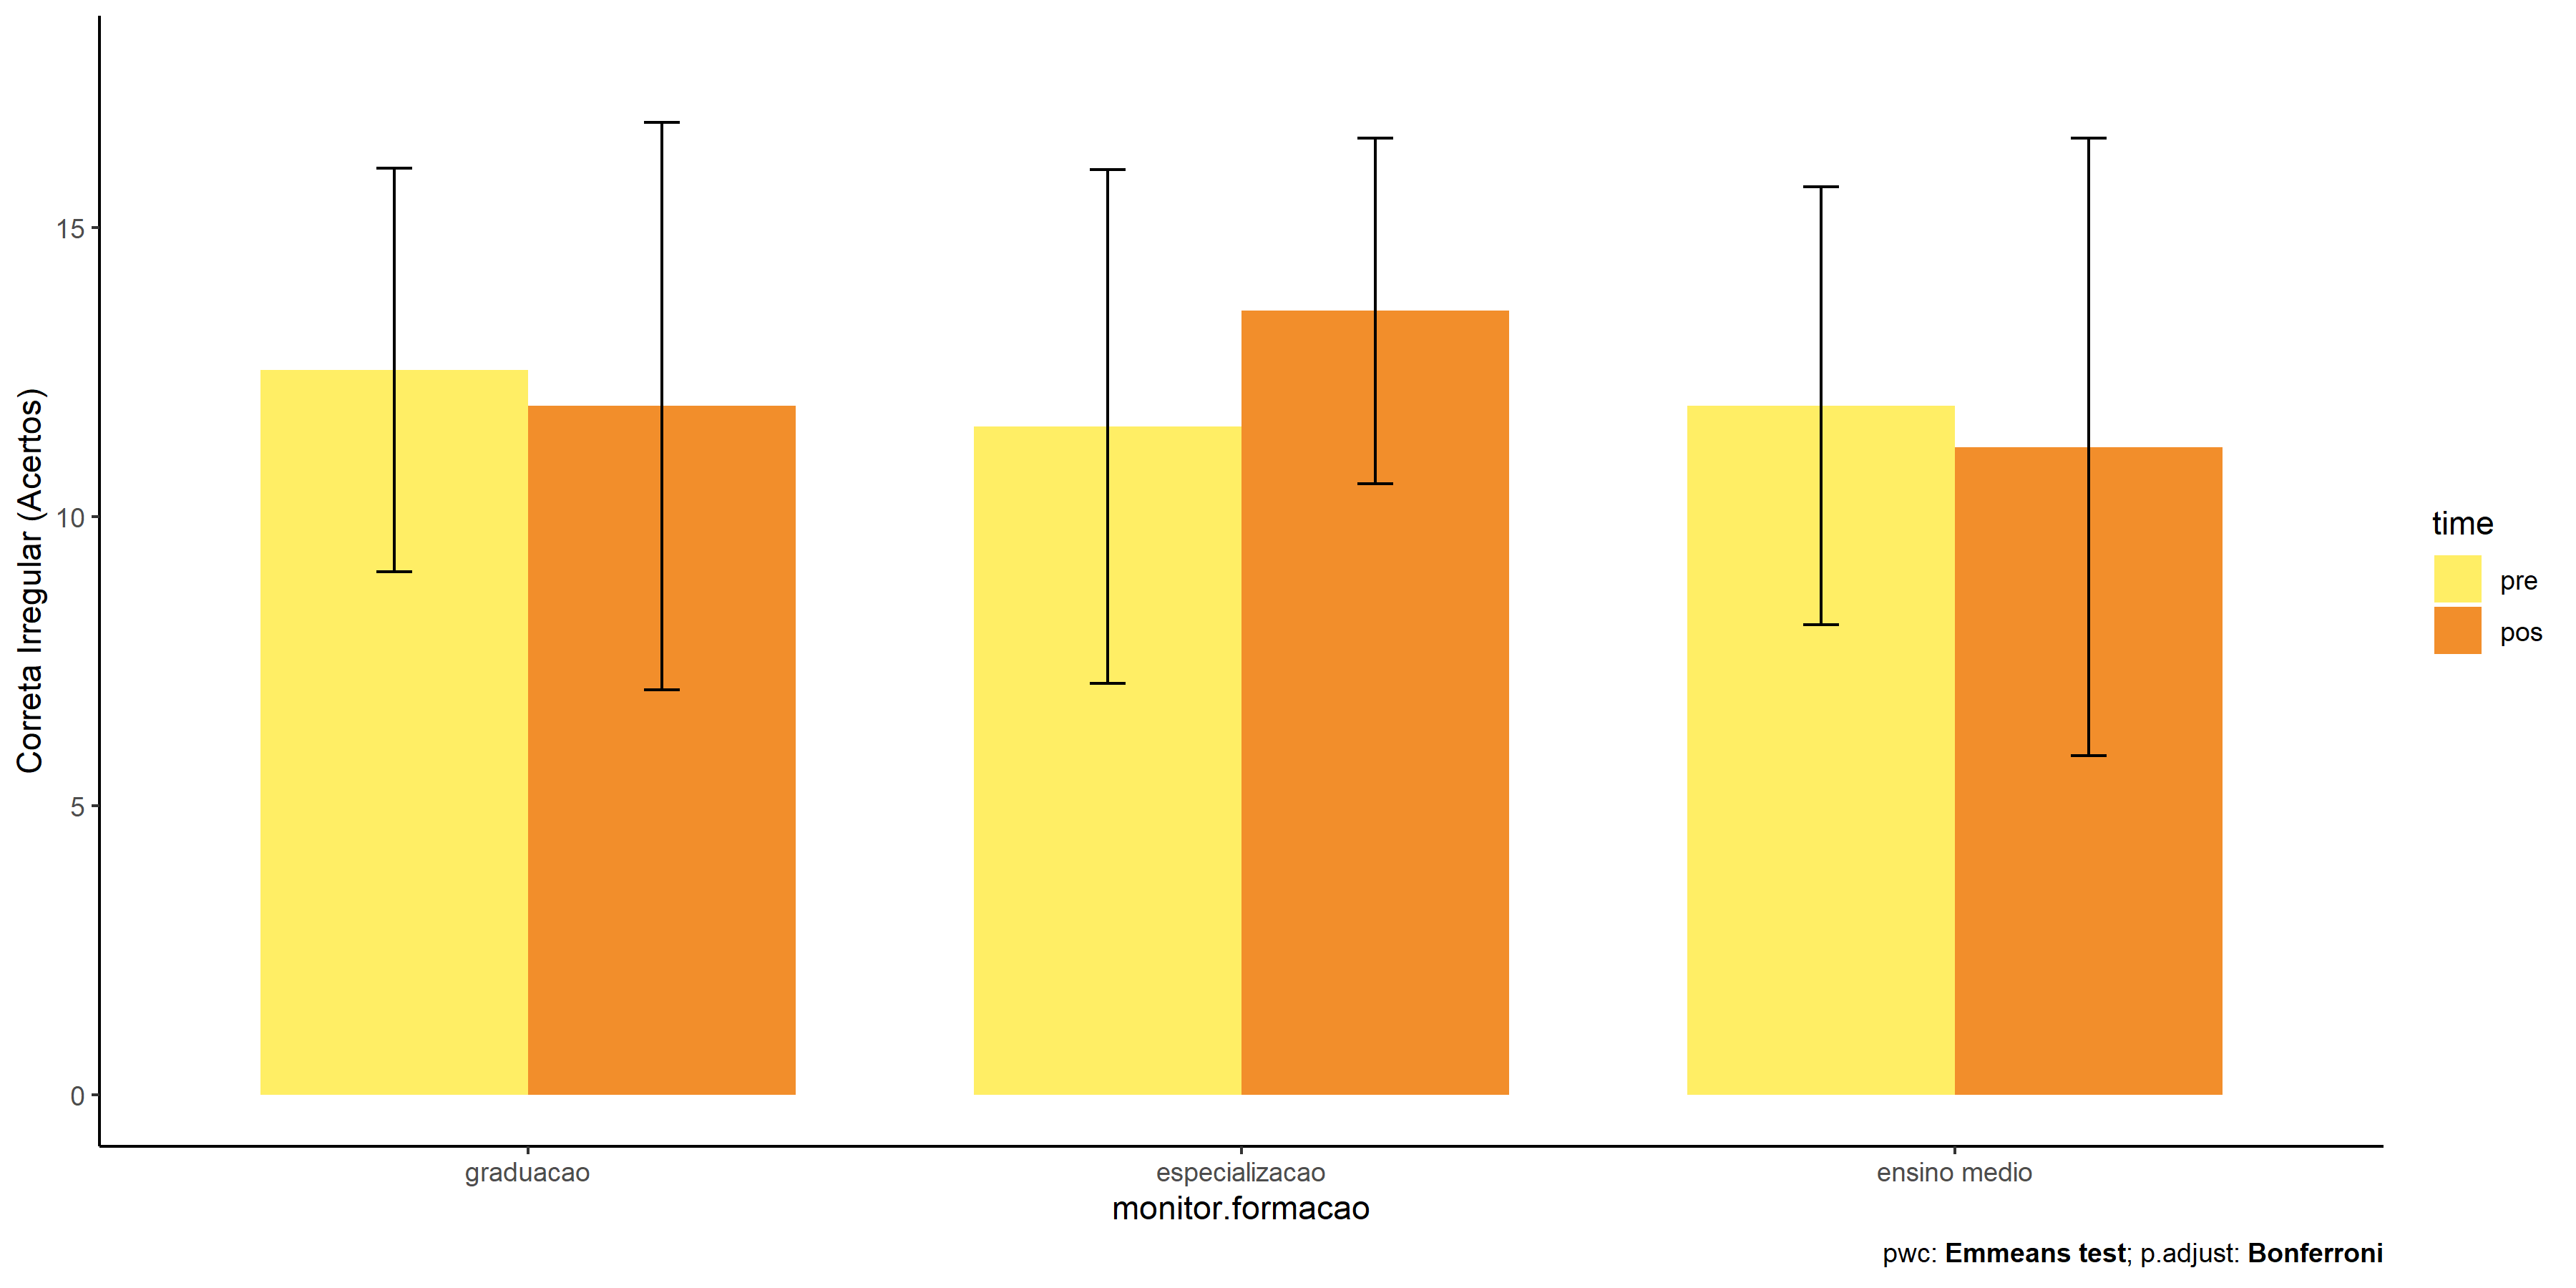 Correta Irregular (Acertos)
15
10
5
0
graduacao
especializacao
ensino medio
monitor.formacao
time
pre
pos
pwc: Emmeans test; p.adjust: Bonferroni